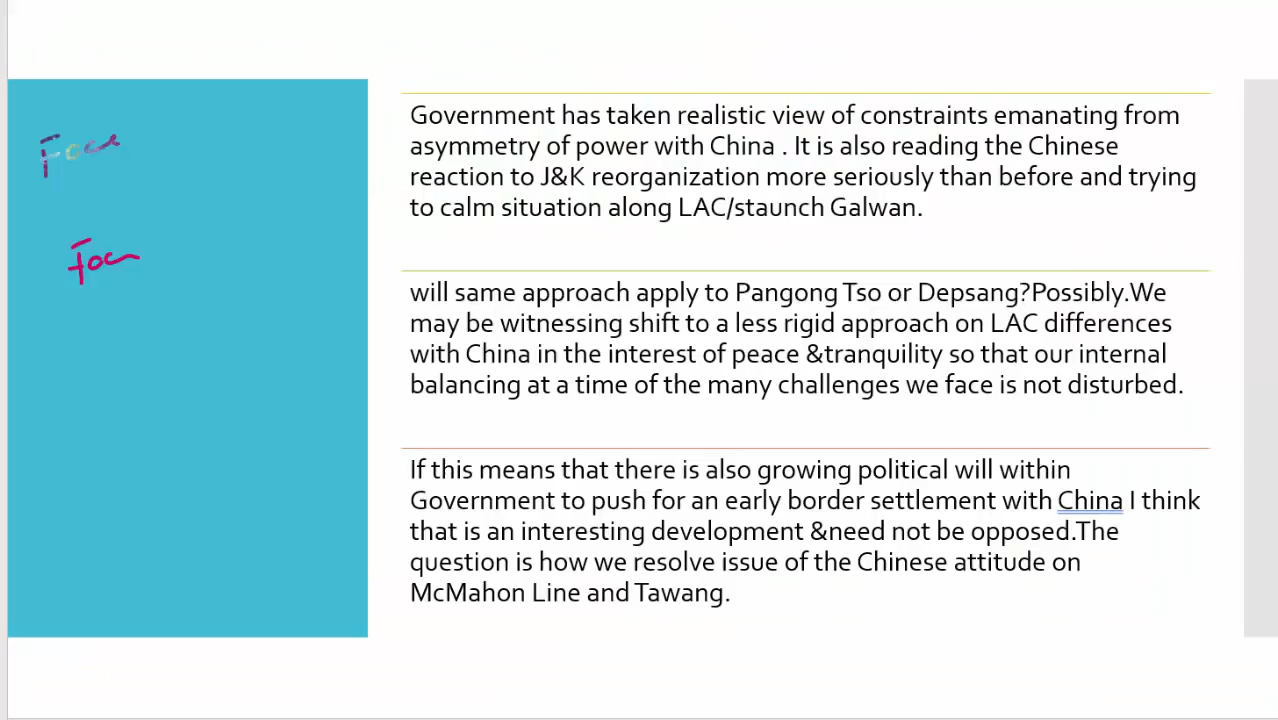 Government has taken realistic view of constraints emanating from
asymmetry of power with China . It is also reading the Chinese
reaction to J&K reorganization more seriously than before and trying
to calm situation along LAC/staunch Galwan.
will same approach apply to Pangong Tso or Depsang?Possibly.We
may be witnessing shift to a less rigid approach on LAC differences
with China in the interest of peace &tranquility so that our internal
balancing at a time of the many challenges we face is not disturbed.
If this means that there is also growing political will within
Government to push for an early border settlement with China I think
that is an interesting development &need not be opposed.The
question is how we resolve issue of the Chinese attitude on
McMahon Line and Tawang.